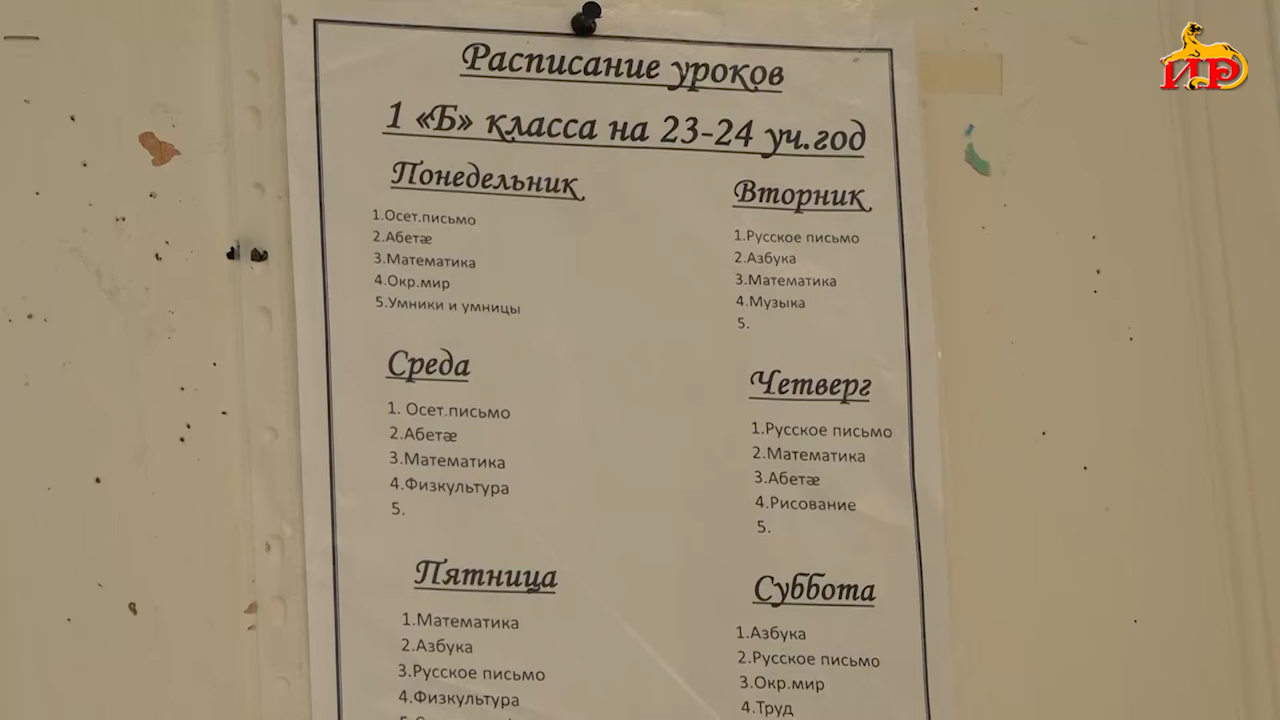 ИР
Расписание уроков
1 «Б» класса на 23-24 уч.год
Понедельник
1.Осет.письмо
2.Абетæ
3.Математика
4.Окр.мир
5.Умники и умницы
Вторник
1.Русское письмо
2.Азбука
3.Математика
4.Музыка
5.
Среда
1. Осет.письмо
2.Абетæ
3.Математика
4.Физкультура
5.
Четверг
1.Русское письмо
2.Математика
3.Абетæ
4.Рисование
5.
Пятница
1.Математика
2.Азбука
3.Русское письмо
4.Физкультура
Суббота
1.Азбука
2.Русское письмо
3.Окр.мир
4.Труд